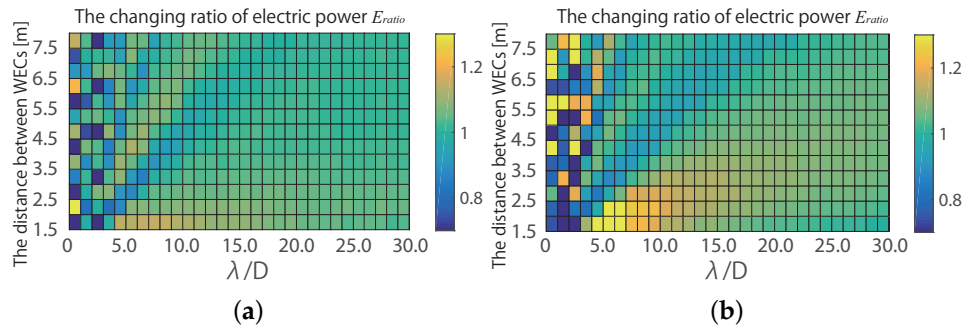 The changing ratio of electric power Eratio
The distance between WECs [m]
7.5
6.5
5.5
4.5
3.5
2.5
1.5
0 5.0 10.0 15.0 20.0 25.0 30.0
λ/D
1.2
1
0.8
(a)
The changing ratio of electric power Eratio
The distance between WECs [m]
7.5
6.5
5.5
4.5
3.5
2.5
1.5
0 5.0 10.0 15.0 20.0 25.0 30.0
λ/D
1.2
1
0.8
(b)